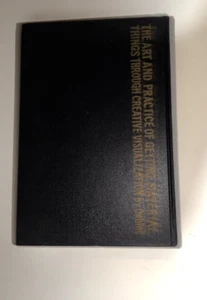 THE ART AND PRACTICE OF GETTING MATERIAL
THINGS THROUGH CREATIVE VISUALIZATION